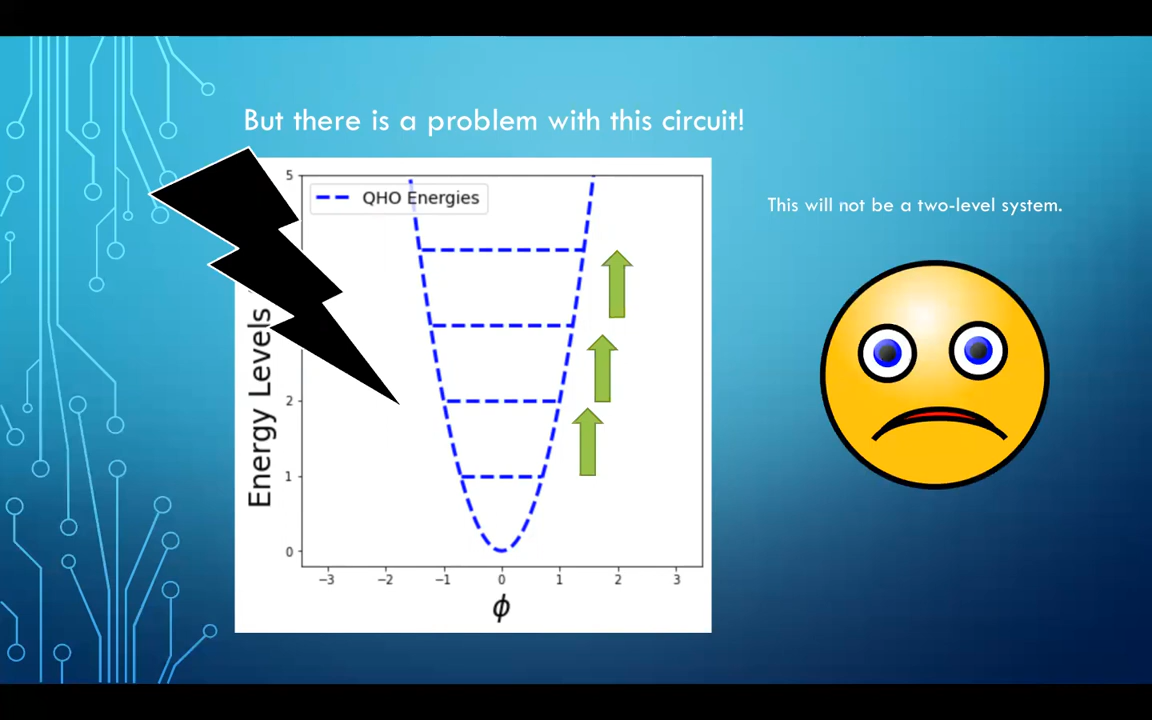 But there is a problem with this circuit!
5
QHO Energies
This will not be a two-level system.
Energy Levels
2
1
0
−3 −2 −1 0 1 2 3
ϕ